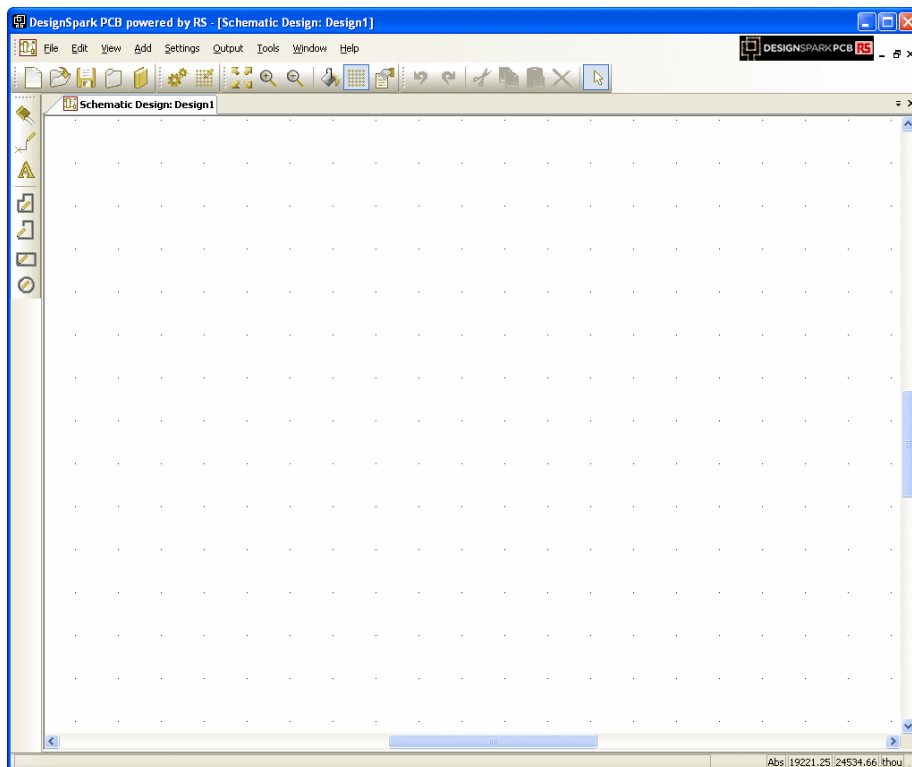 DesignSpark PCB powered by RS - [Schematic Design: Design1]
File Edit View Add Settings Output Tools Window Help
DESIGNSPARK PCB RS
Schematic Design: Design1
Abs 19221.25 24534.66 thou